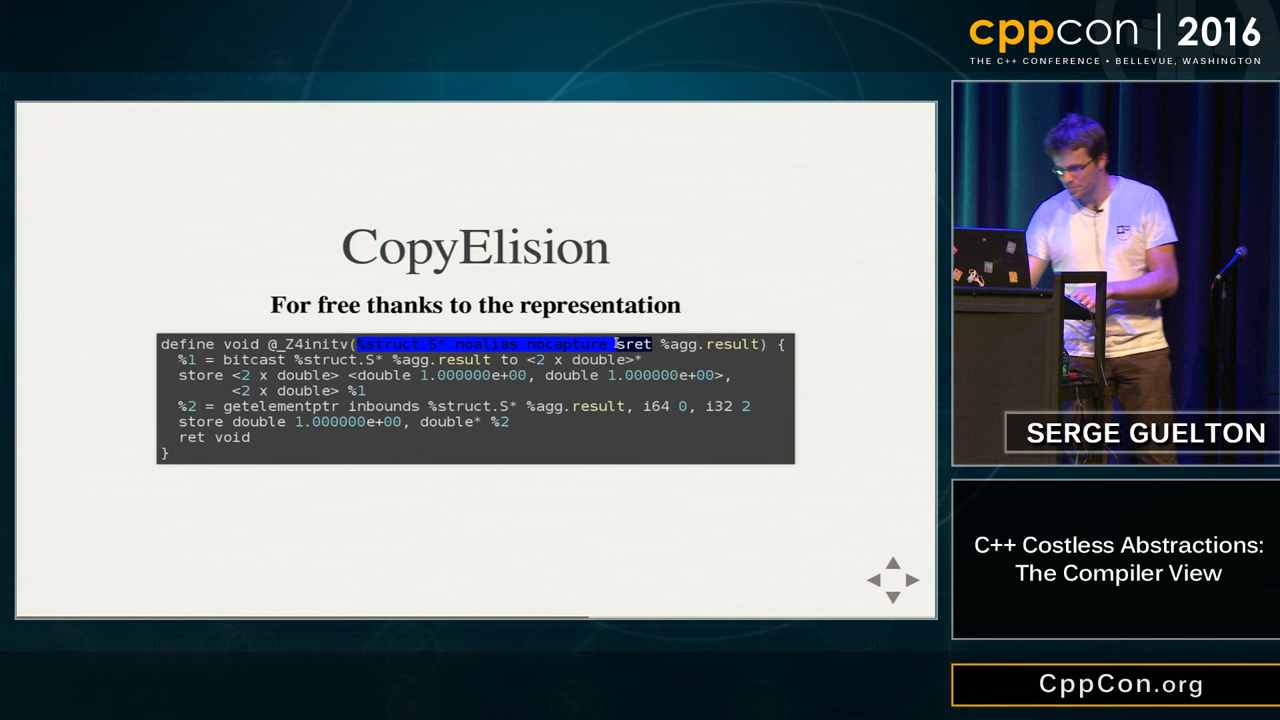 cppcon | 2016
THE C++ CONFERENCE • BELLEVUE, WASHINGTON
CopyElision
For free thanks to the representation
define void @_Z4initv(%struct.S* noalias nocapture sret %agg.result) {
  %1 = bitcast %struct.S* %agg.result to <2 x double>*
  store <2 x double> <double 1.000000e+00, double 1.000000e+00>,
        <2 x double> %1
  %2 = getelementptr inbounds %struct.S* %agg.result, i64 0, i32 2
  store double 1.000000e+00, double* %2
  ret void
}
SERGE GUELTON
C++ Costless Abstractions:
The Compiler View
CppCon.org